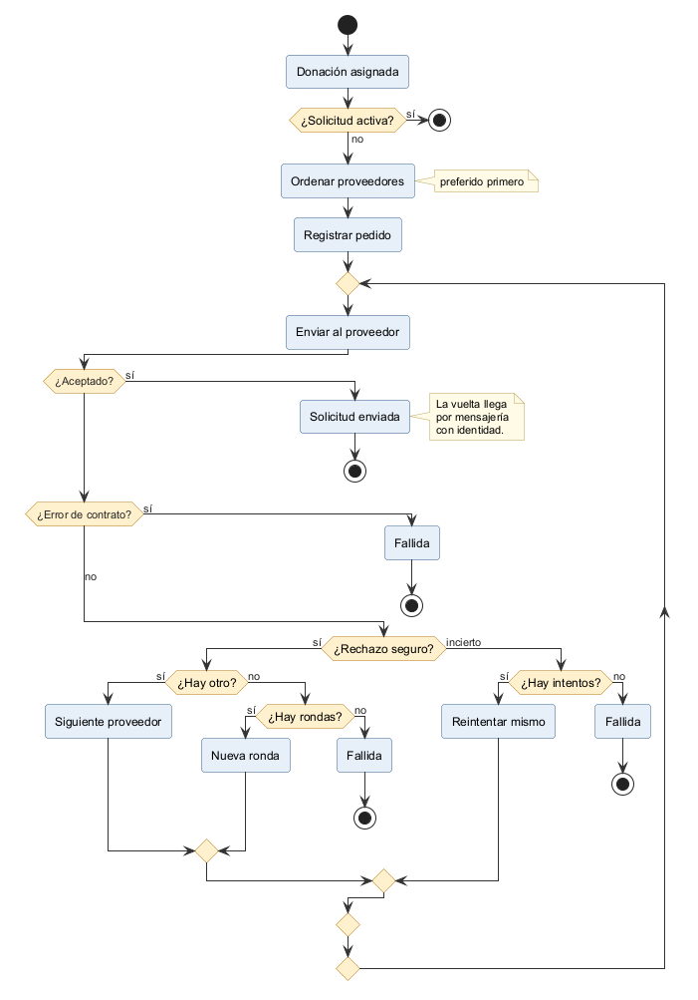 Donación asignada
¿Solicitud activa?
sí
no
Ordenar proveedores
preferido primero
Registrar pedido
Enviar al proveedor
¿Aceptado?
sí
Solicitud enviada
La vuelta llega
por mensajería
con identidad.
¿Error de contrato?
sí
Fallida
no
¿Rechazo seguro?
sí
incierto
¿Hay otro?
sí
no
¿Hay intentos?
sí
no
Siguiente proveedor
¿Hay rondas?
sí
no
Reintentar mismo
Fallida
Nueva ronda
Fallida